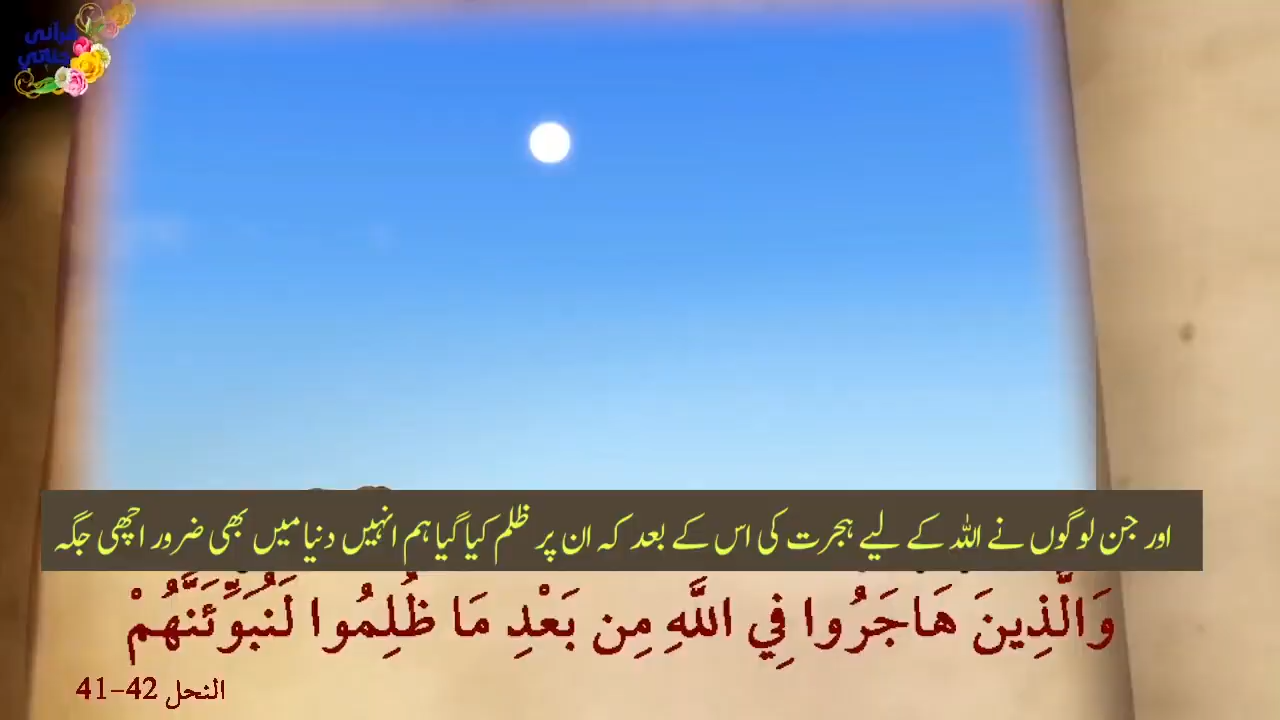 قرآنی
اور جن لوگوں نے اللہ کے لیے ہجرت کی اس کے بعد کہ ان پر ظلم کیا گیا ہم انہیں دنیا میں بھی ضرور اچھی جگہ
وَالَّذِينَ هَاجَرُوا فِي اللَّهِ مِن بَعْدِ مَا ظُلِمُوا لَنُبَوِّئَنَّهُمْ
النحل 42-41